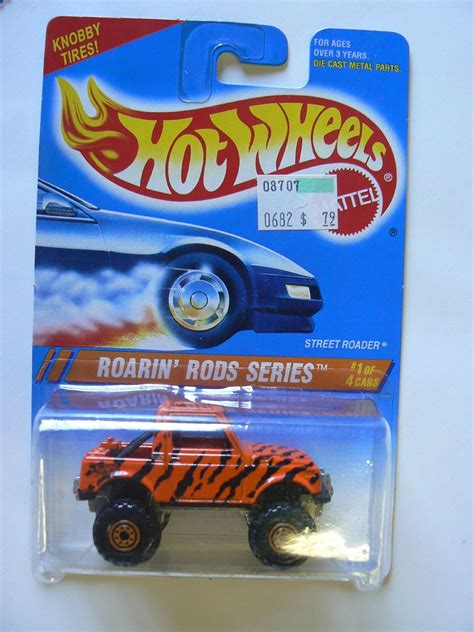 KNOBBY
TIRES!
FOR AGES
OVER 3 YEARS.
DIE CAST METAL PARTS.
HOT WHEELS
08707
0682 $ 79
MATTEL
®
STREET ROADER®
ROARIN' RODS SERIES™
#1 OF
4 CARS